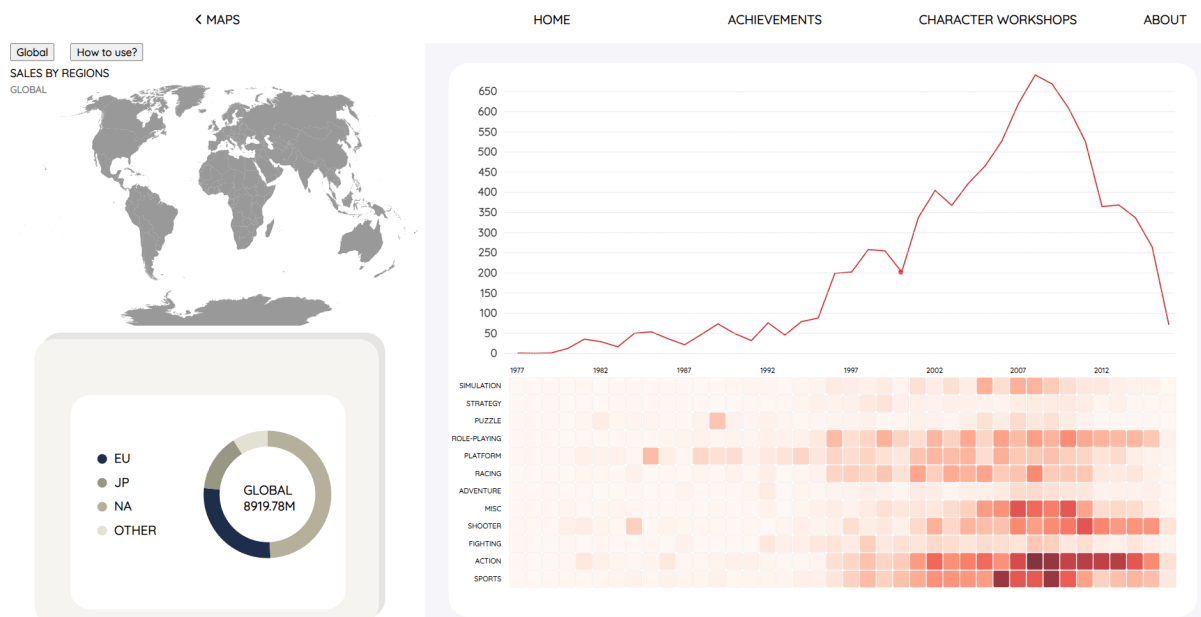 MAPS
HOME
ACHIEVEMENTS
CHARACTER WORKSHOPS
ABOUT
Global
How to use?
SALES BY REGIONS
GLOBAL
EU
JP
NA
OTHER
GLOBAL
8919.78M
650
600
550
500
450
400
350
300
250
200
150
100
50
0
1977
1982
1987
1992
1997
2002
2007
2012
SIMULATION
STRATEGY
PUZZLE
ROLE-PLAYING
PLATFORM
RACING
ADVENTURE
MISC
SHOOTER
FIGHTING
ACTION
SPORTS